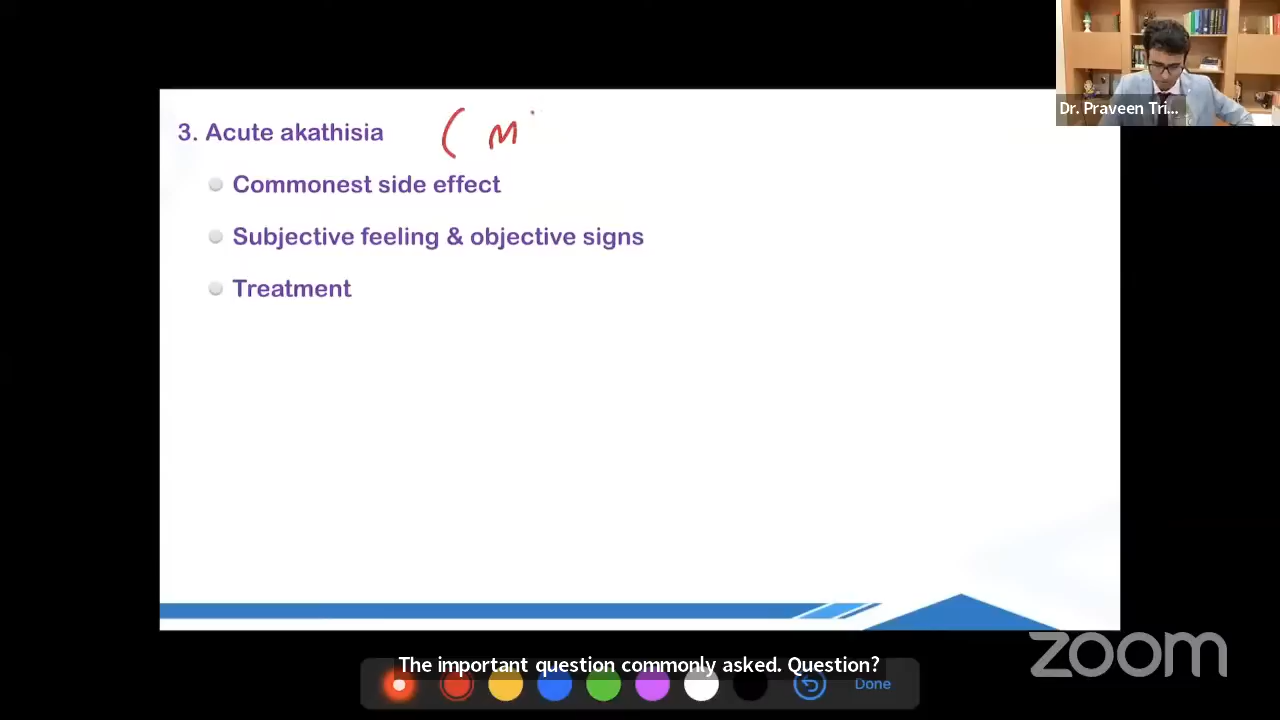 Dr. Praveen Tri...
3. Acute akathisia ( M
Commonest side effect
Subjective feeling & objective signs
Treatment
zoom
The important question commonly asked. Question?
Done